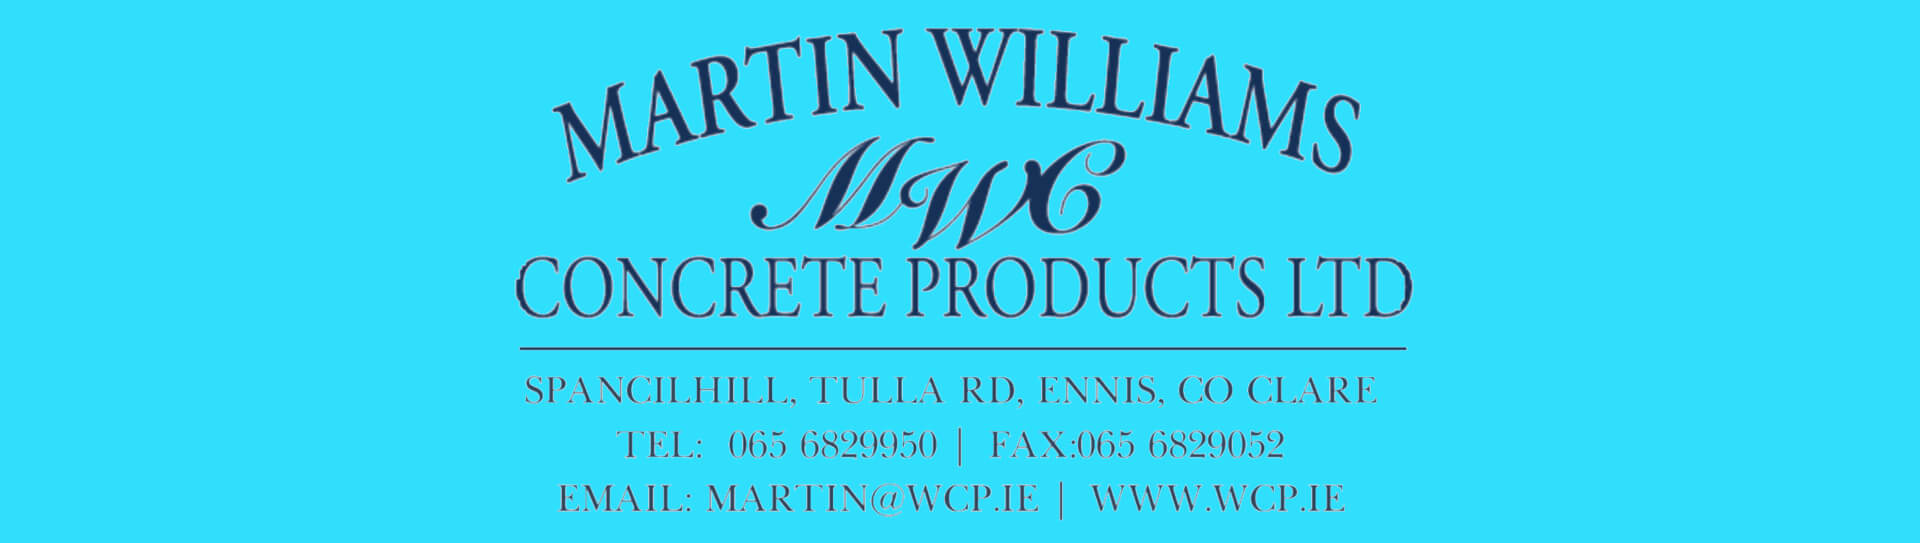 MARTIN WILLIAMS
MWC
CONCRETE PRODUCTS LTD
SPANCILHILL, TULLA RD, ENNIS, CO CLARE
TEL: 065 6829950 | FAX:065 6829052
EMAIL: MARTIN@WCP.IE | WWW.WCP.IE